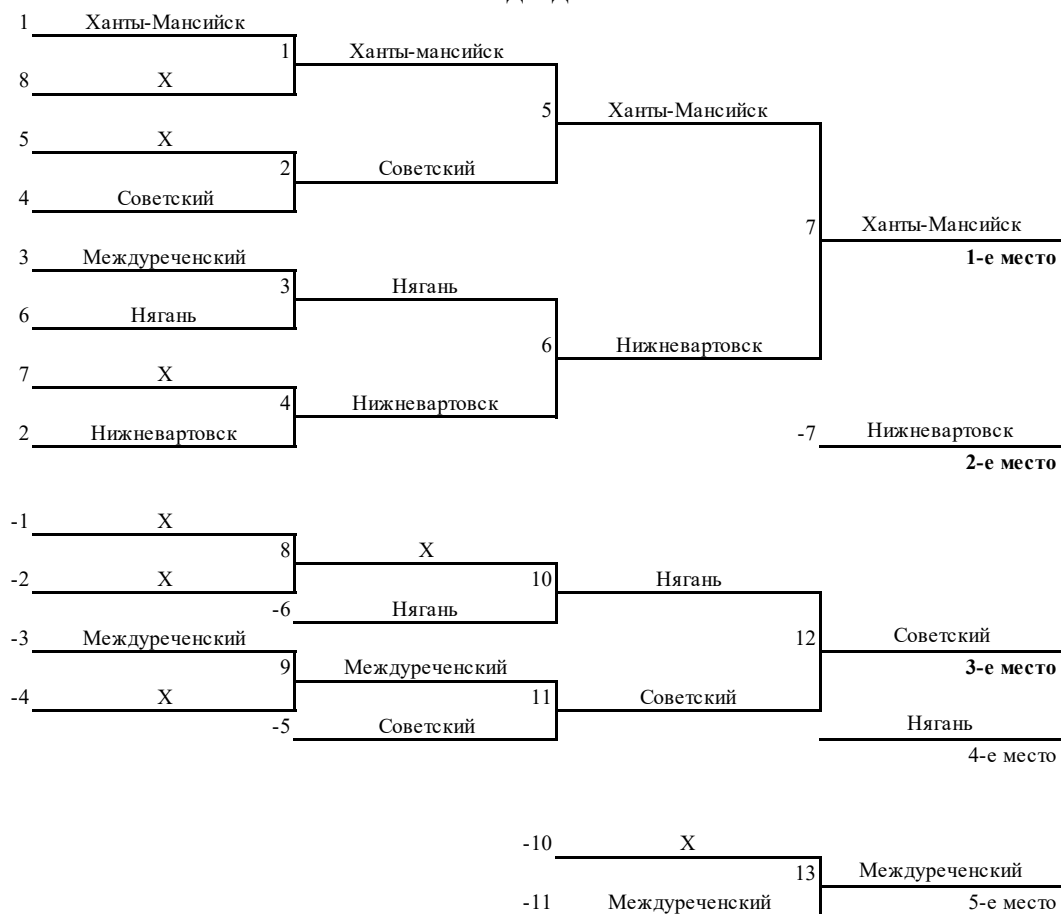 1 Ханты-Мансийск
1 Ханты-мансийск
8 X
5 Ханты-Мансийск
5 X
2 Советский
4 Советский
7 Ханты-Мансийск
1-е место
3 Междуреченский
3 Нягань
6 Нягань
6 Нижневартовск
7 X
4 Нижневартовск
2 Нижневартовск
-7 Нижневартовск
2-е место
-1 X
8 X
-2 X
10 Нягань
-6 Нягань
-3 Междуреченский
12 Советский
3-е место
9 Междуреченский
-4 X
11 Советский
-5 Советский
Нягань
4-е место
-10 X
13 Междуреченский
-11 Междуреченский
5-е место